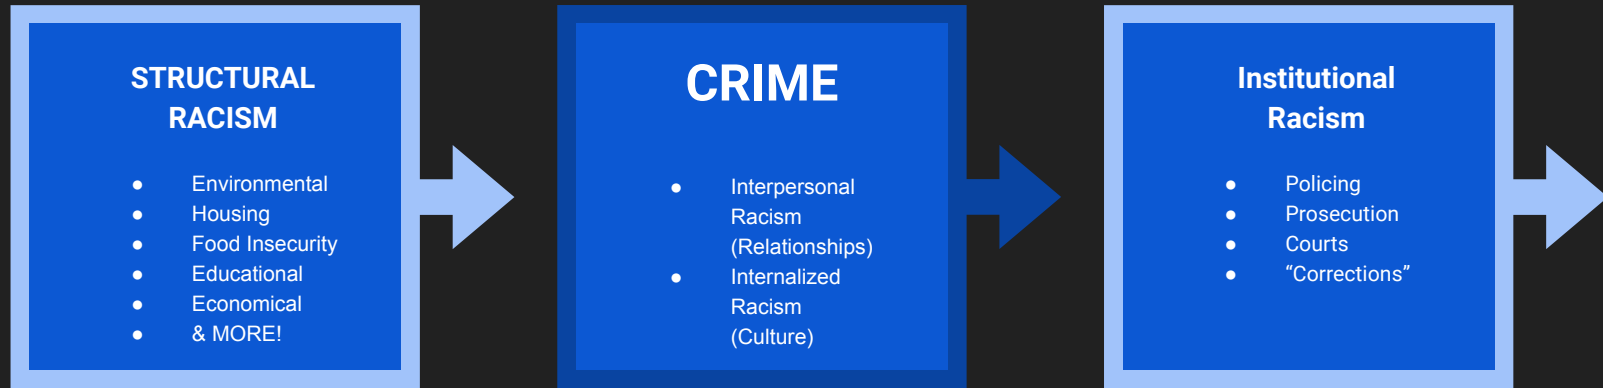 STRUCTURAL
RACISM
● Environmental
● Housing
● Food Insecurity
● Educational
● Economical
● & MORE!
CRIME
● Interpersonal
Racism
(Relationships)
● Internalized
Racism
(Culture)
Institutional
Racism
● Policing
● Prosecution
● Courts
● “Corrections”